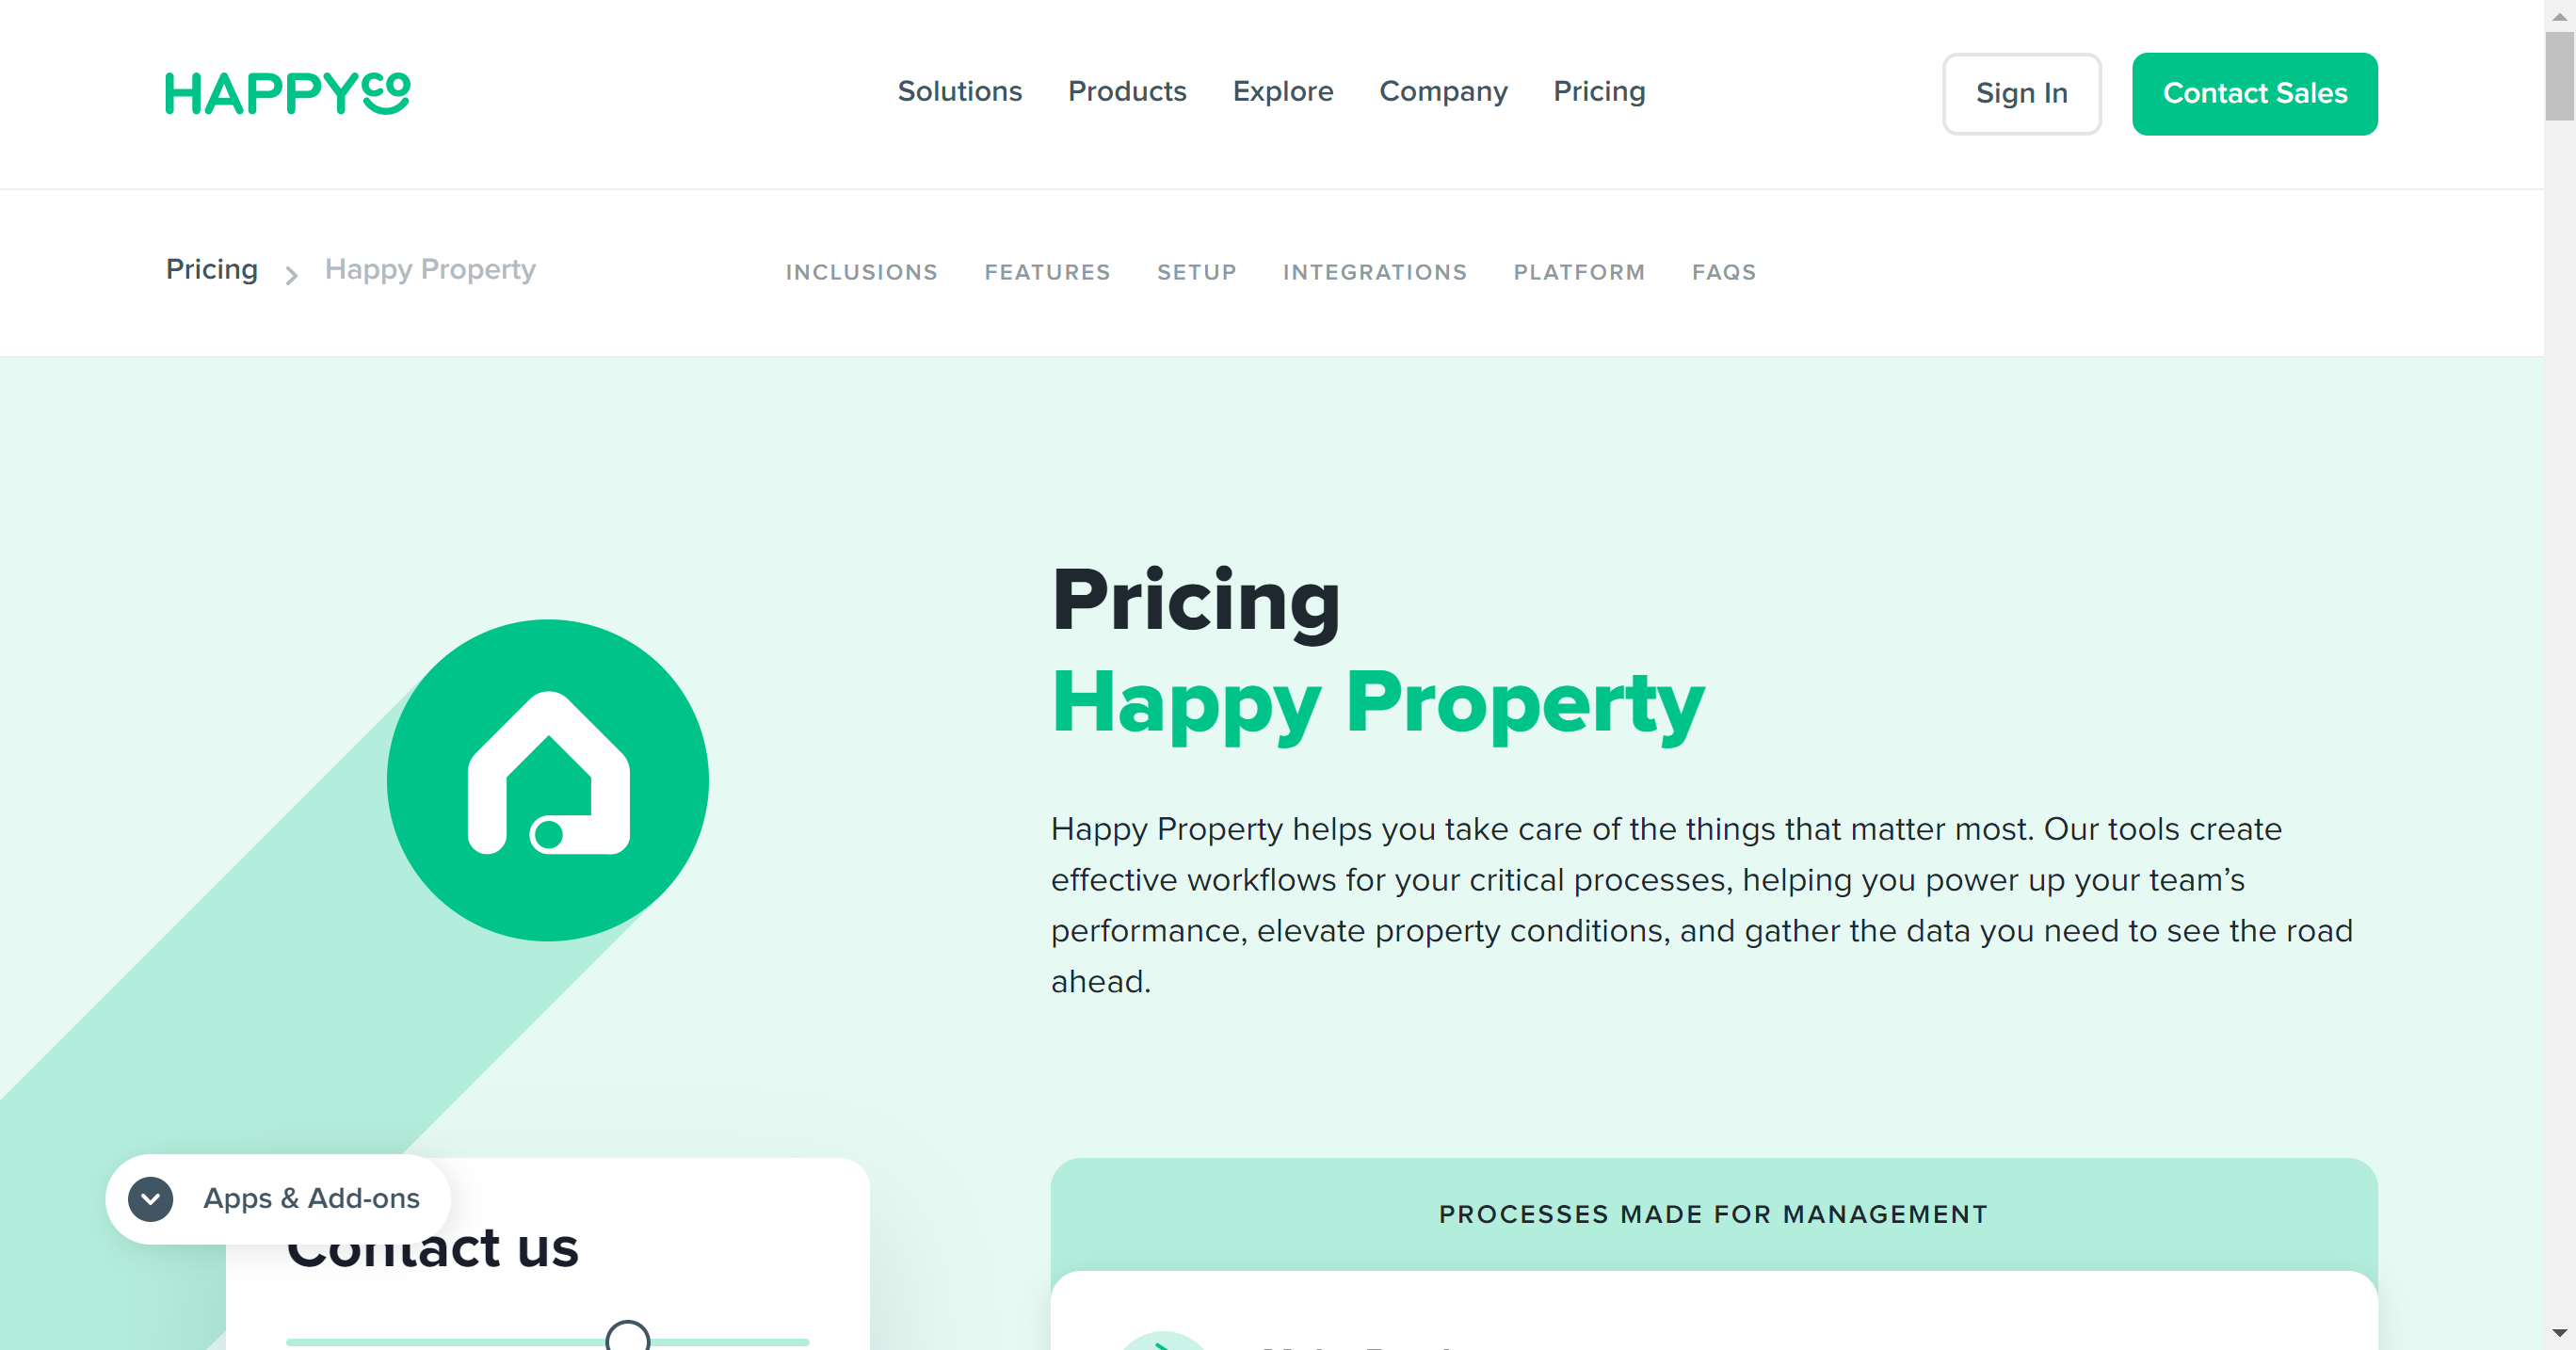 HAPPYCO
Solutions Products Explore Company Pricing
Sign In
Contact Sales
Pricing Happy Property
INCLUSIONS FEATURES SETUP INTEGRATIONS PLATFORM FAQS
Pricing
Happy Property
Happy Property helps you take care of the things that matter most. Our tools create
effective workflows for your critical processes, helping you power up your team’s
performance, elevate property conditions, and gather the data you need to see the road
ahead.
Apps & Add-ons
Contact us
PROCESSES MADE FOR MANAGEMENT